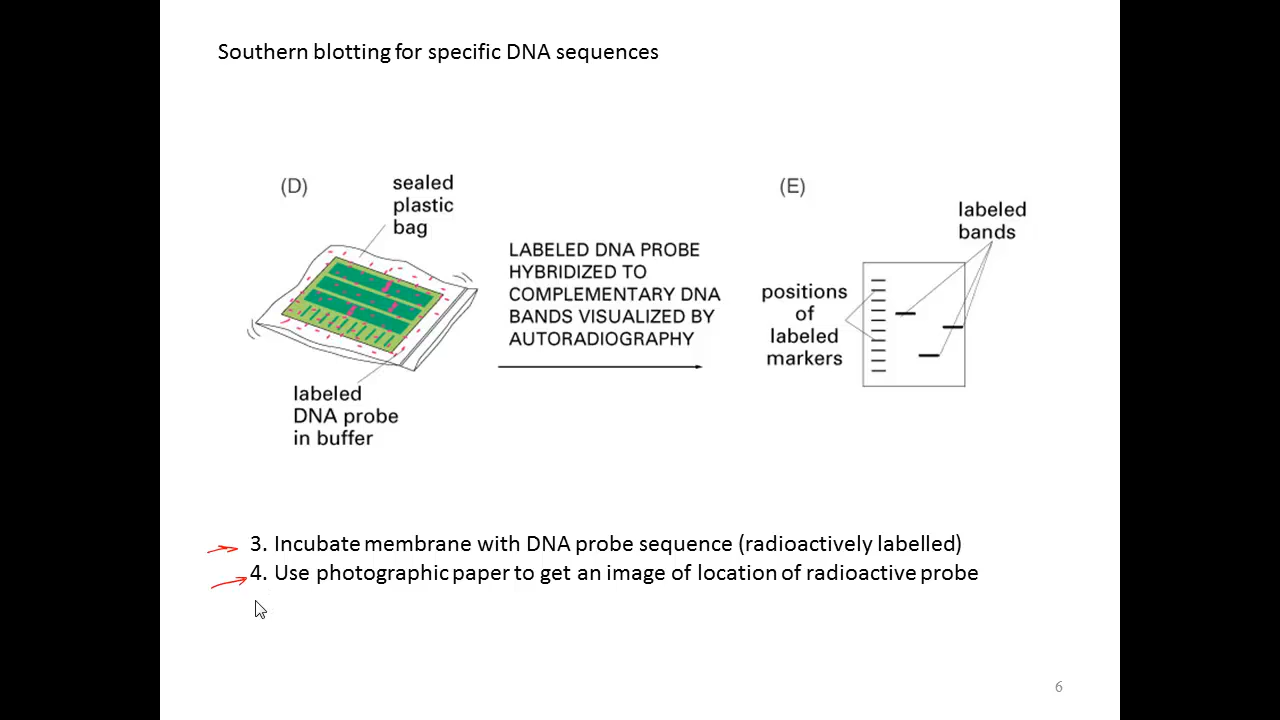 Southern blotting for specific DNA sequences
(D)
sealed
plastic
bag
labeled
DNA probe
in buffer
LABELED DNA PROBE
HYBRIDIZED TO
COMPLEMENTARY DNA
BANDS VISUALIZED BY
AUTORADIOGRAPHY
(E)
labeled
bands
positions
of
labeled
markers
3. Incubate membrane with DNA probe sequence (radioactively labelled)
4. Use photographic paper to get an image of location of radioactive probe
6